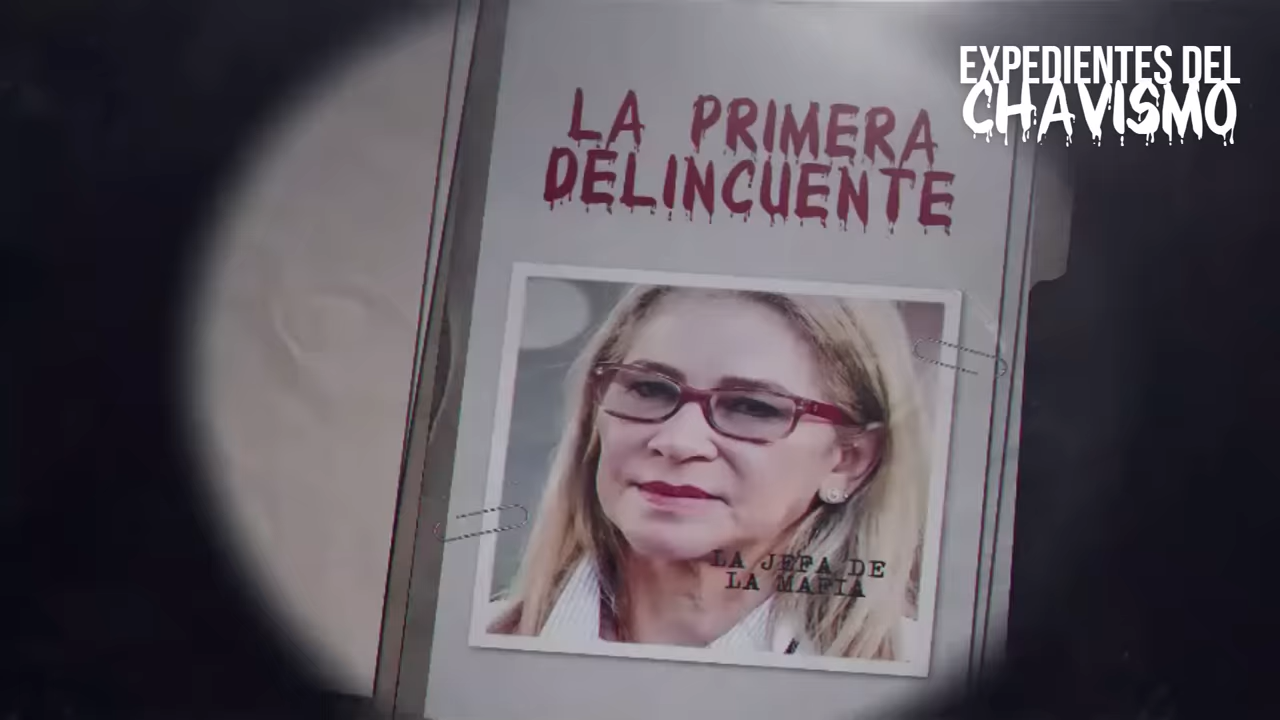 EXPEDIENTES DEL
CHAVISMO
LA PRIMERA
DELINCUENTE
LA JEFA DE
LA MAFIA